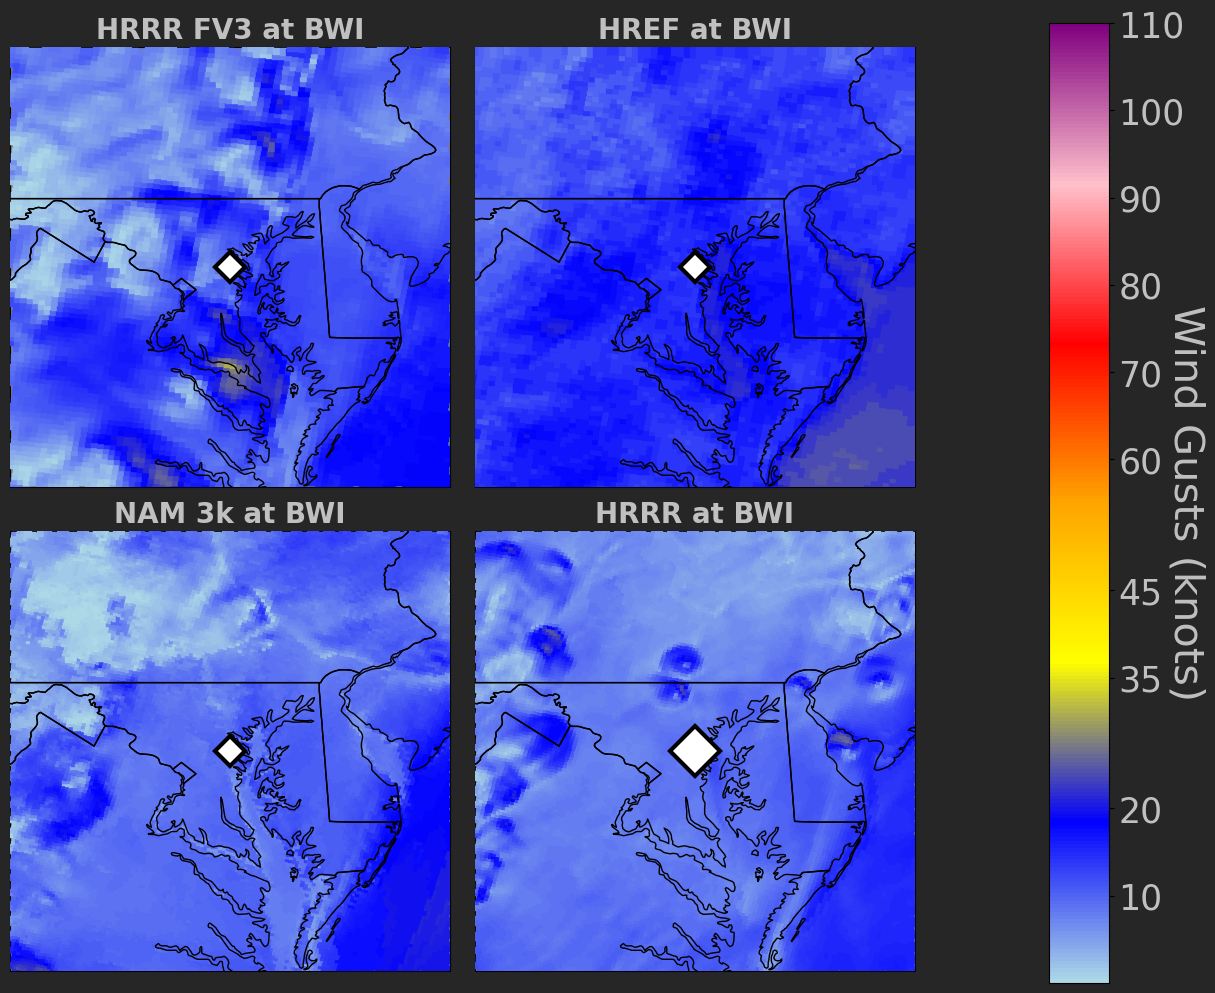 HRRR FV3 at BWI
HREF at BWI
NAM 3k at BWI
HRRR at BWI
110
100
90
80
70
60
45
35
20
10
Wind Gusts (knots)